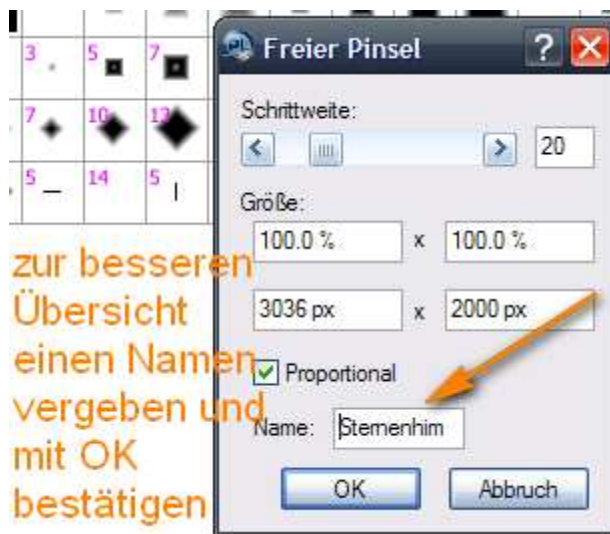 3 5 7
7 10 13
5 14 5
Freier Pinsel
Schrittweite:
20
Größe:
100.0 % x 100.0 %
3036 px x 2000 px
Proportional
Name: Sternenhim
OK Abbruch
zur besseren
Übersicht
einen Namen
vergeben und
mit OK
bestätigen